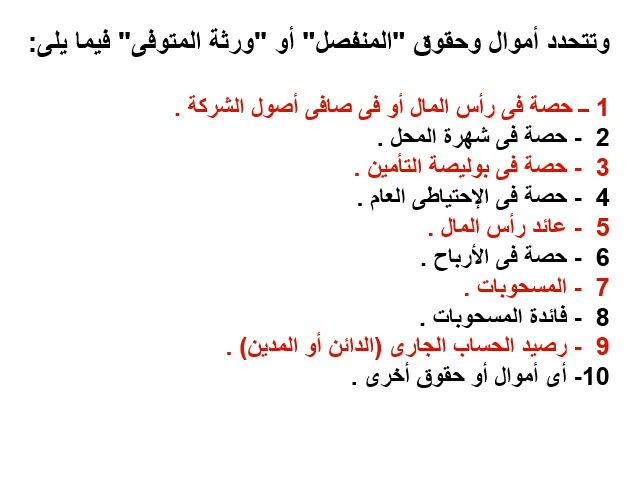 وتتحدد أموال وحقوق "المنفصل" أو "ورثة المتوفى" فيما يلى:
1 – حصة فى رأس المال أو فى صافى أصول الشركة .
2 - حصة فى شهرة المحل .
3 - حصة فى بوليصة التأمين .
4 - حصة فى الإحتياطى العام .
5 - عائد رأس المال .
6 - حصة فى الأرباح .
7 - المسحوبات .
8 - فائدة المسحوبات .
9 - رصيد الحساب الجارى (الدائن أو المدين) .
10- أى أموال أو حقوق أخرى .